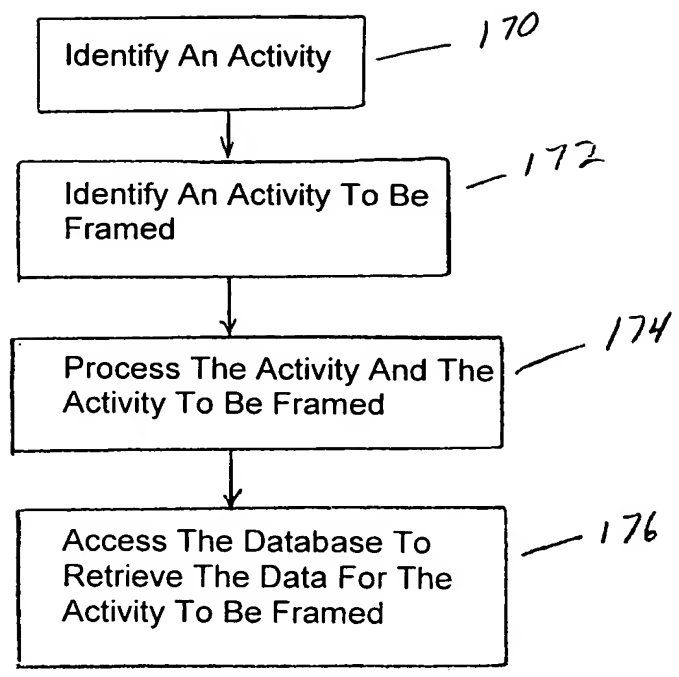 Identify An Activity
170
Identify An Activity To Be
Framed
172
Process The Activity And The
Activity To Be Framed
174
Access The Database To
Retrieve The Data For The
Activity To Be Framed
176